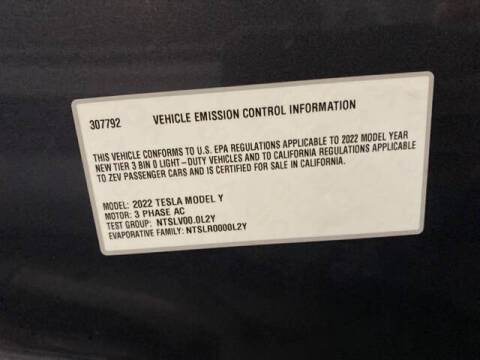 307792 VEHICLE EMISSION CONTROL INFORMATION
THIS VEHICLE CONFORMS TO U.S. EPA REGULATIONS APPLICABLE TO 2022 MODEL YEAR
NEW TIER 3 BIN 0 LIGHT-DUTY VEHICLES AND TO CALIFORNIA REGULATIONS APPLICABLE
TO ZEV PASSENGER CARS AND IS CERTIFIED FOR SALE IN CALIFORNIA.
MODEL: 2022 TESLA MODEL Y
MOTOR: 3 PHASE AC
TEST GROUP: NTSLV00.0L2Y
EVAPORATIVE FAMILY: NTSLR0000L2Y